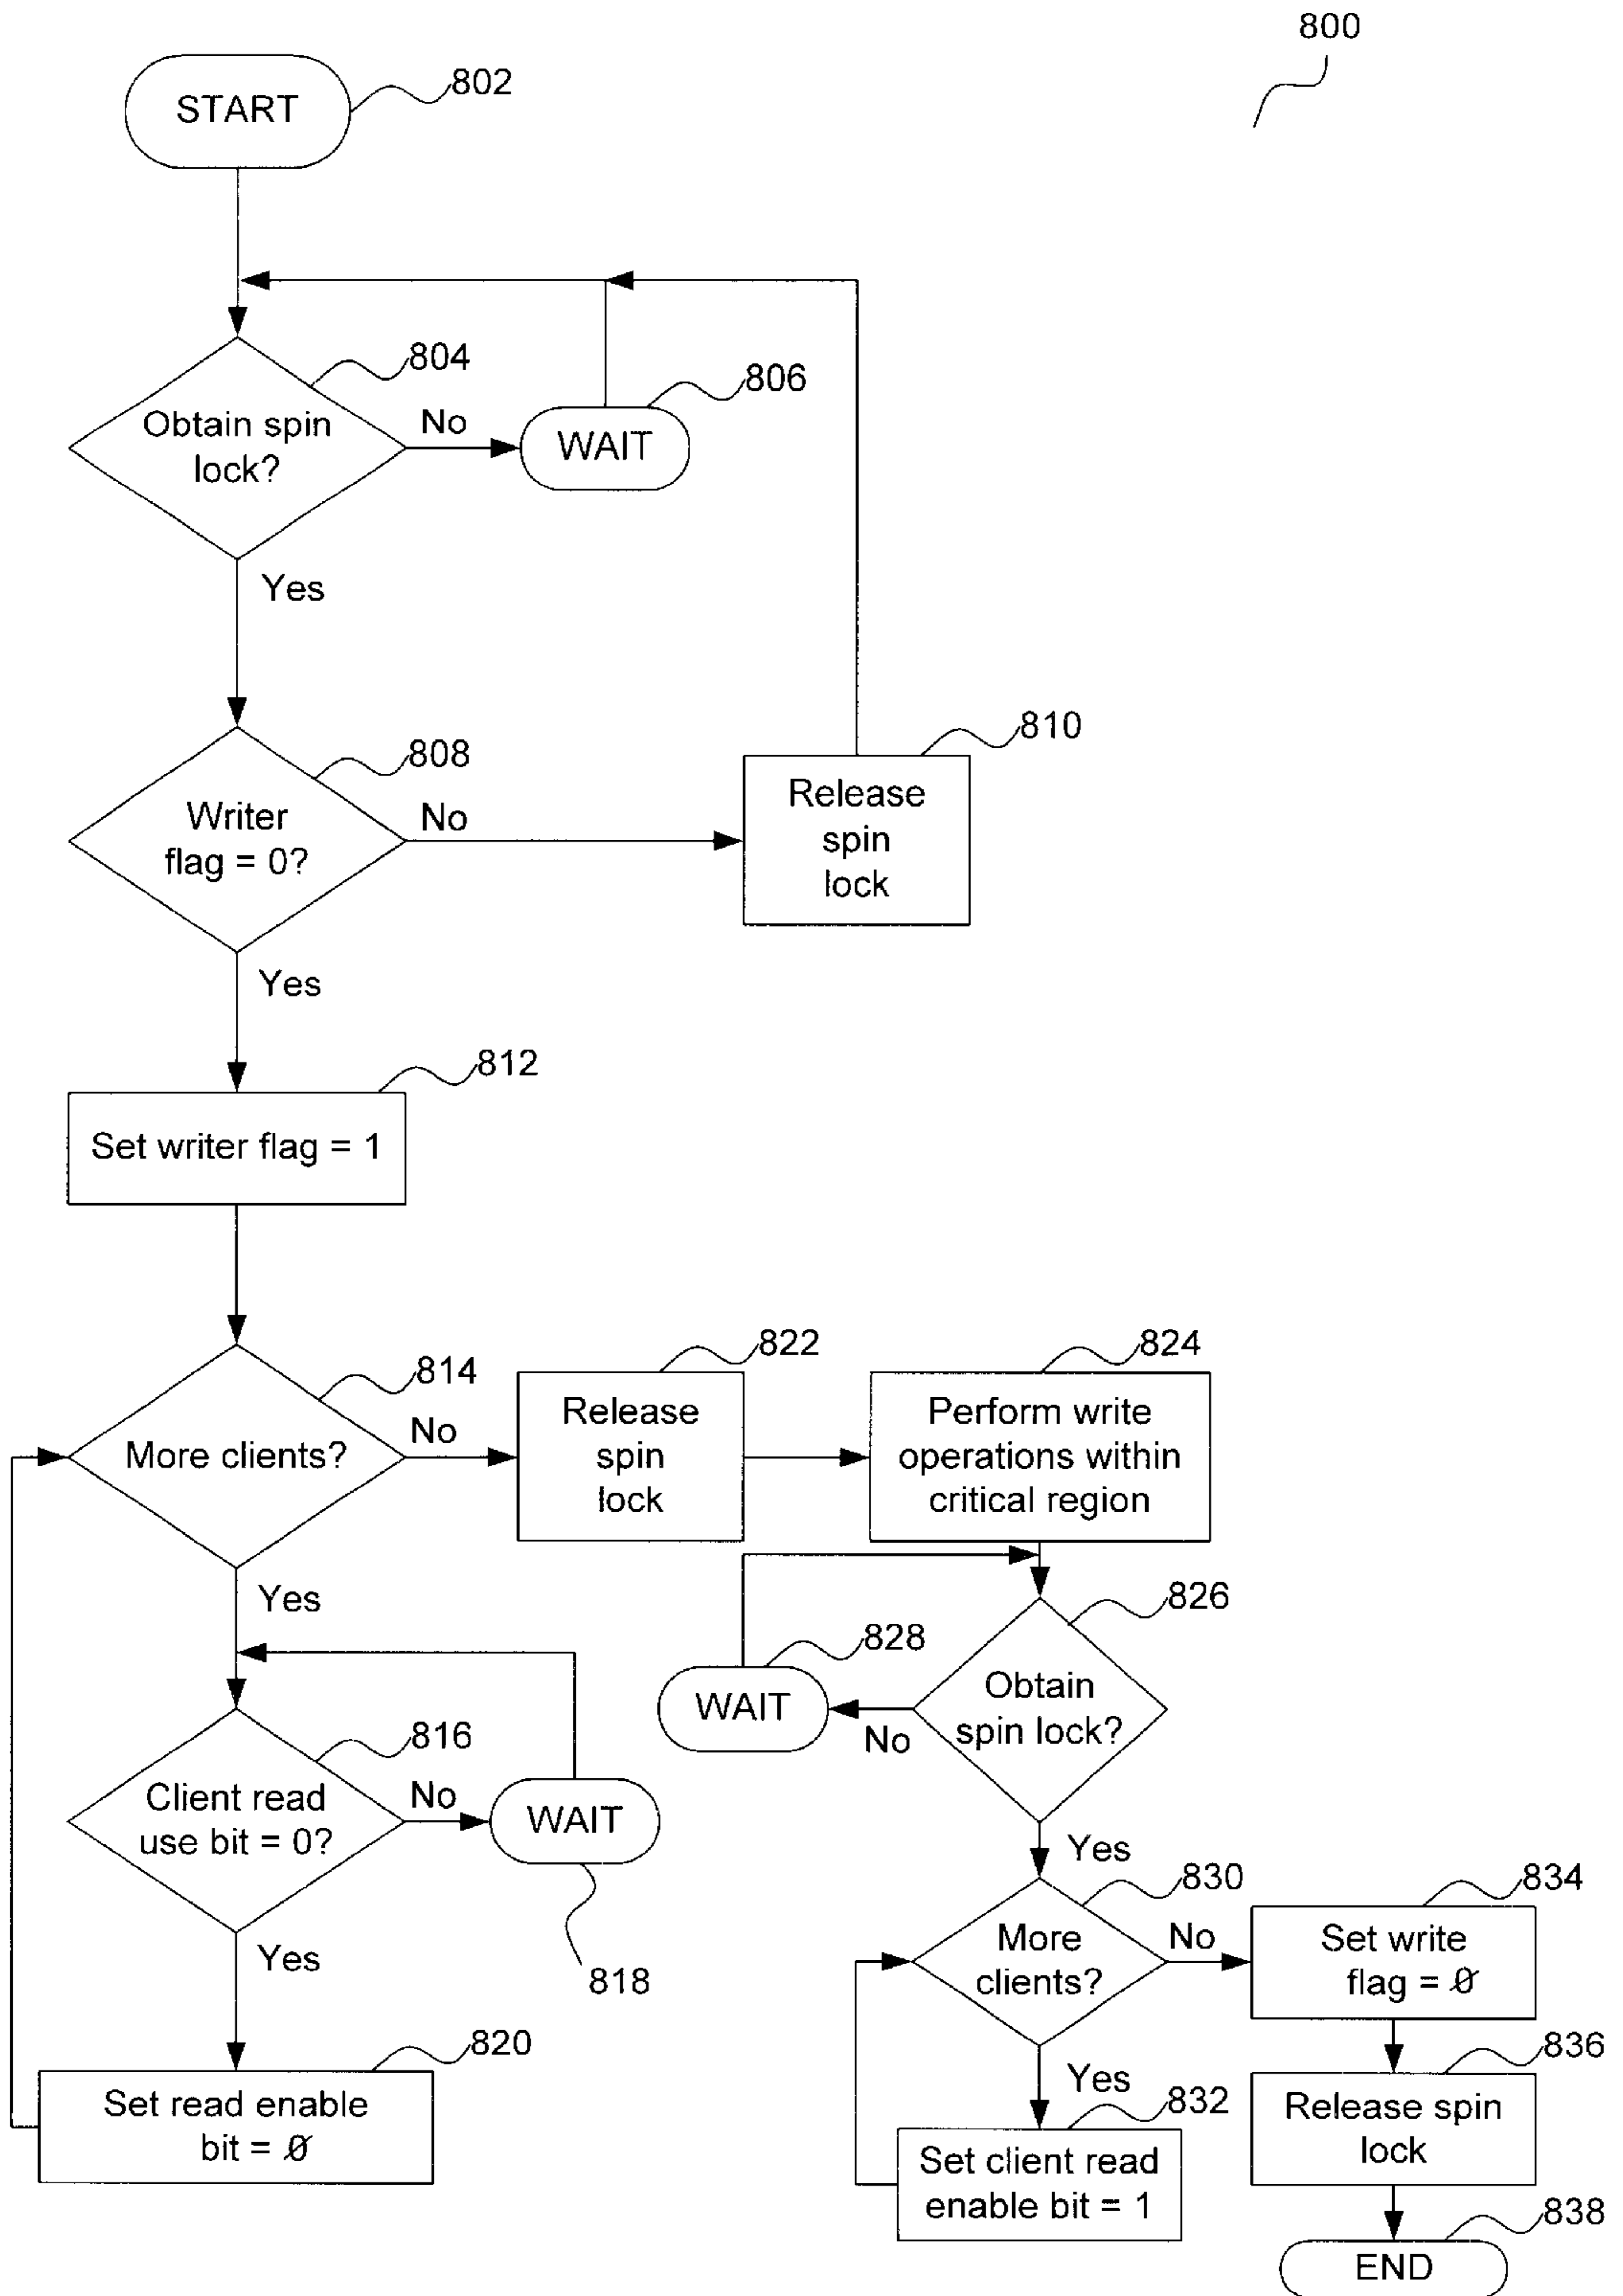 800
802
START
804
Obtain spin
lock?
No
806
WAIT
Yes
808
Writer
flag = 0?
No
810
Release
spin
lock
Yes
812
Set writer flag = 1
814
More clients?
No
822
Release
spin
lock
824
Perform write
operations within
critical region
Yes
826
Obtain
spin lock?
828
WAIT
No
816
Client read
use bit = 0?
No
WAIT
818
Yes
Yes
830
More
clients?
No
834
Set write
flag = 0̸
820
Set read enable
bit = 0̸
Yes
832
Set client read
enable bit = 1
836
Release spin
lock
838
END